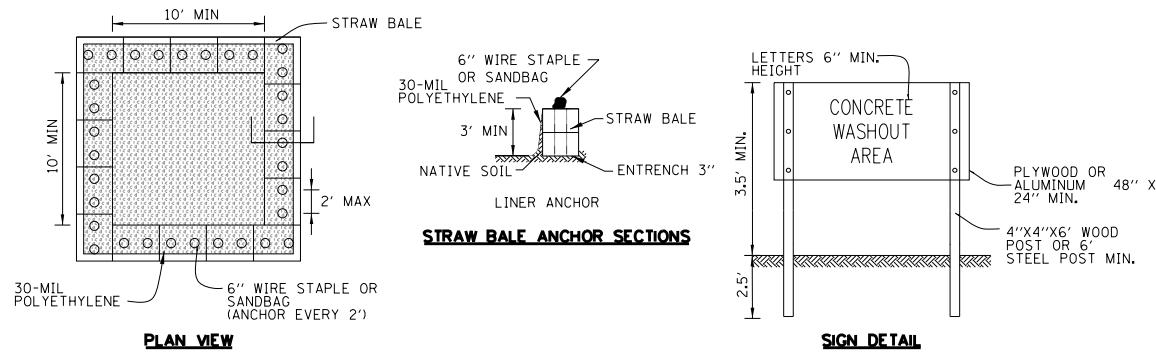 10' MIN
STRAW BALE
10' MIN
2' MAX
30-MIL
POLYETHYLENE
6" WIRE STAPLE OR
SANDBAG
(ANCHOR EVERY 2')
PLAN VIEW
6" WIRE STAPLE
OR SANDBAG
30-MIL
POLYETHYLENE
3' MIN
STRAW BALE
NATIVE SOIL
ENTRENCH 3"
LINER ANCHOR
STRAW BALE ANCHOR SECTIONS
LETTERS 6" MIN.
HEIGHT
CONCRETE
WASHOUT
AREA
3.5' MIN.
2.5'
PLYWOOD OR
ALUMINUM 48" X
24" MIN.
4"X4"X6' WOOD
POST OR 6'
STEEL POST MIN.
SIGN DETAIL